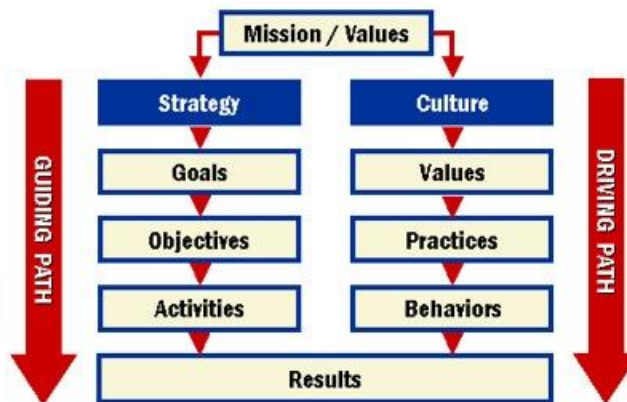 Mission / Values
Strategy
Culture
GUIDING PATH
DRIVING PATH
Goals
Values
Objectives
Practices
Activities
Behaviors
Results